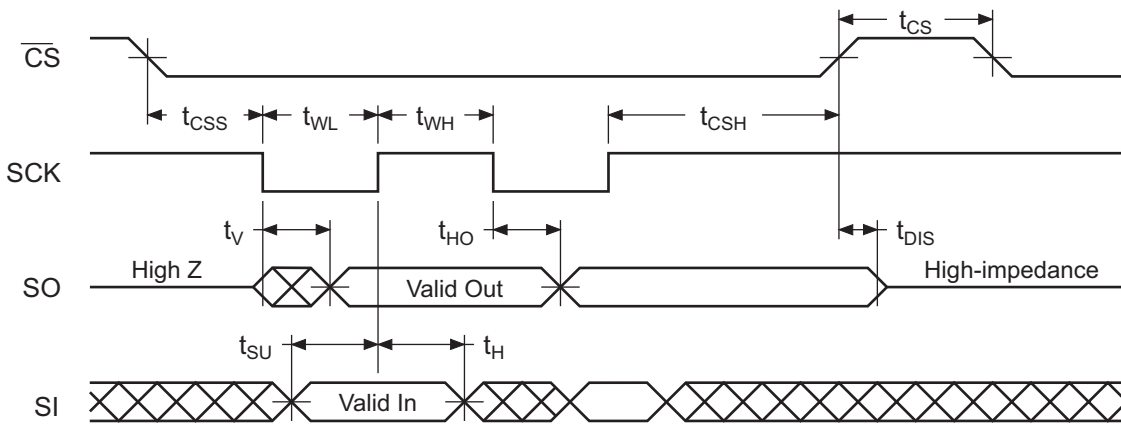 t_CS
C̅S̅
t_CSS t_WL t_WH t_CSH
SCK
t_V t_HO t_DIS
High Z High-impedance
SO Valid Out
t_SU t_H
SI Valid In